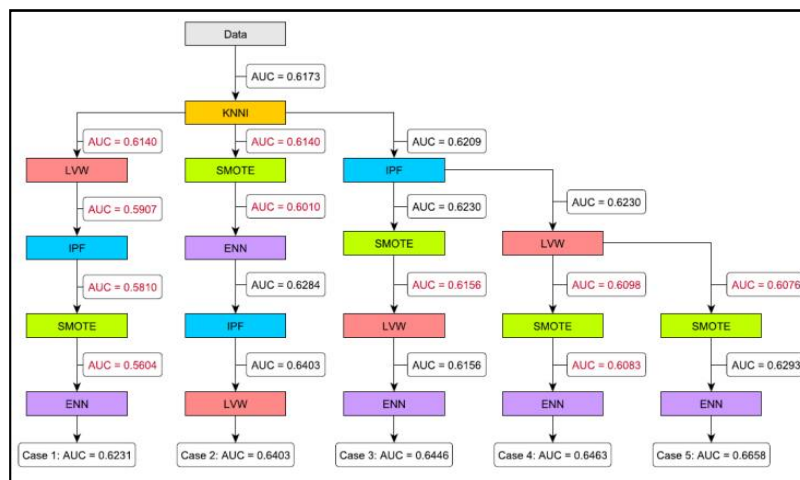 Data
AUC = 0.6173
KNNI
AUC = 0.6140
AUC = 0.6140
AUC = 0.6209
LVW
SMOTE
IPF
AUC = 0.5907
AUC = 0.6010
AUC = 0.6230
AUC = 0.6230
IPF
ENN
SMOTE
LVW
AUC = 0.5810
AUC = 0.6284
AUC = 0.6156
AUC = 0.6098
AUC = 0.6076
SMOTE
IPF
LVW
SMOTE
SMOTE
AUC = 0.5604
AUC = 0.6403
AUC = 0.6156
AUC = 0.6083
AUC = 0.6293
ENN
LVW
ENN
ENN
ENN
Case 1: AUC = 0.6231
Case 2: AUC = 0.6403
Case 3: AUC = 0.6446
Case 4: AUC = 0.6463
Case 5: AUC = 0.6658